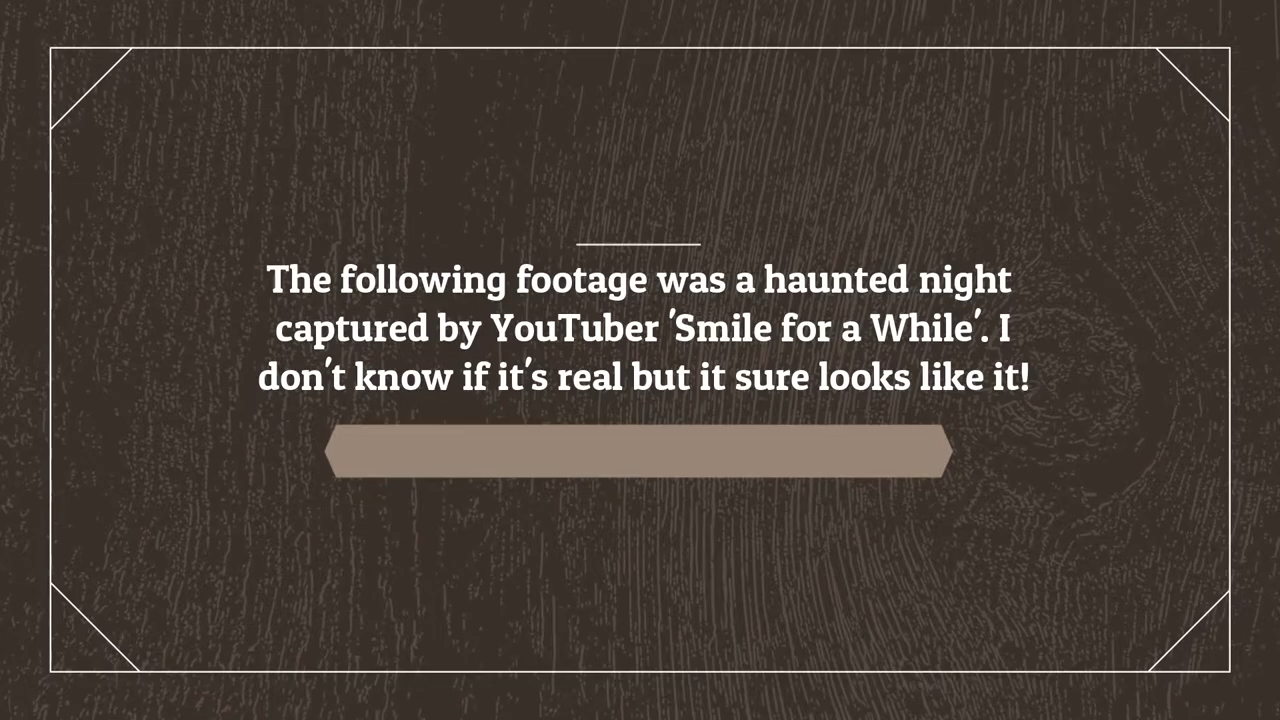 The following footage was a haunted night
captured by YouTuber 'Smile for a While'. I
don't know if it's real but it sure looks like it!